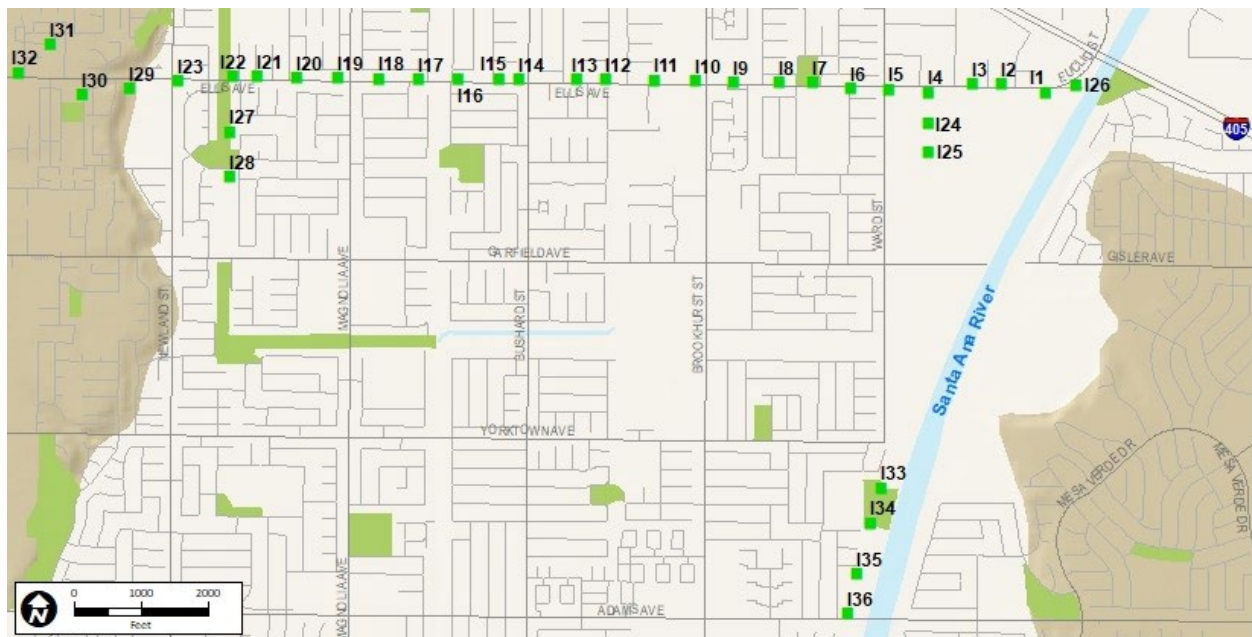 I31
I32
I30
I29
I23
I22
I21
I20
I19
I18
I17
I16
I15
I14
I13
I12
I11
I10
I9
I8
I7
I6
I5
I4
I3
I2
I1
I26
EUCLID ST
ELLIS AVE
ELLIS AVE
405
I27
I24
I25
I28
WARD ST
GARFIELD AVE
GISLER AVE
NEWLAND ST
MAGNOLIA AVE
BUSHARD ST
BROOKHURST ST
Santa Ana River
YORKTOWN AVE
MESA VERDE DR
MESA VERDE DR
I33
I34
I35
I36
MAGNOLIA AVE
ADAMS AVE
N
0 1000 2000
Feet